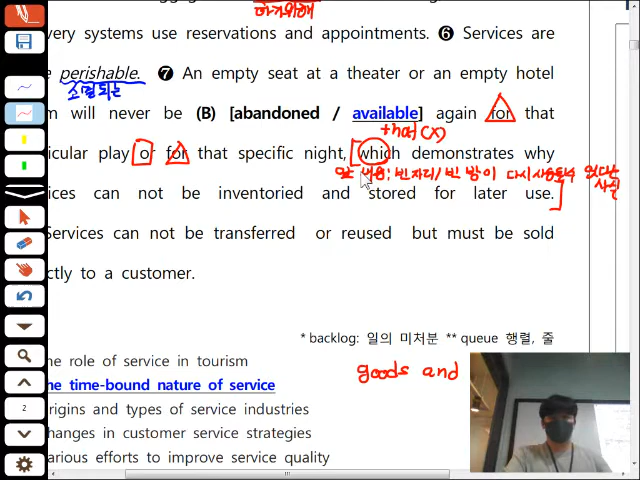 하기위해
very systems use reservations and appointments. ❻ Services are
perishable. ❼ An empty seat at a theater or an empty hotel
소멸되는
m will never be (B) [abandoned / available] again for that
that (X)
icular play or for that specific night, which demonstrates why
앞 내용: 빈자리/빈 방이 다시 사용될수 없다는 사실
ices can not be inventoried and stored for later use.
Services can not be transferred or reused but must be sold
ctly to a customer.
* backlog: 일의 미처분 ** queue 행렬, 줄
he role of service in tourism
goods and
he time-bound nature of service
rigins and types of service industries
hanges in customer service strategies
arious efforts to improve service quality
2